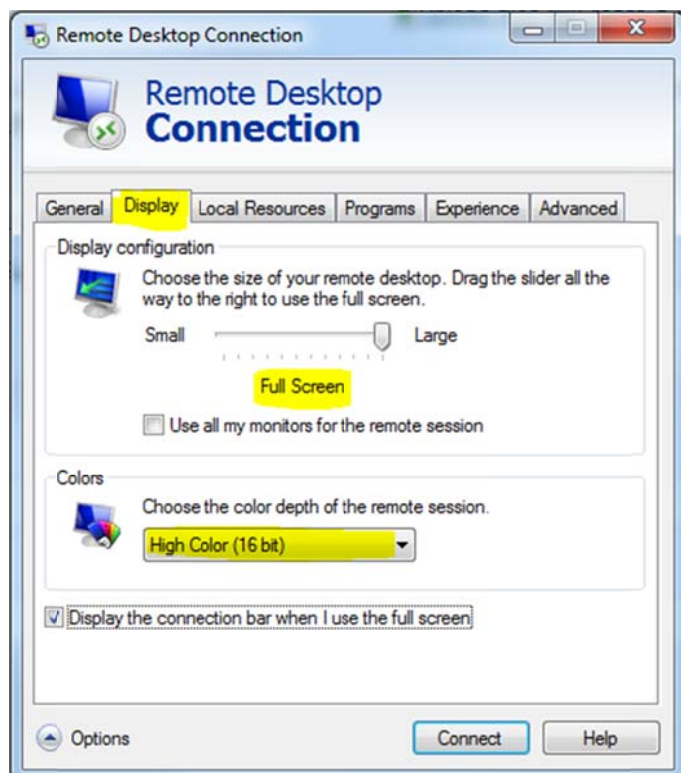 Remote Desktop Connection
Remote Desktop
Connection
General Display Local Resources Programs Experience Advanced
Display configuration
Choose the size of your remote desktop. Drag the slider all the
way to the right to use the full screen.
Small Large
Full Screen
Use all my monitors for the remote session
Colors
Choose the color depth of the remote session.
High Color (16 bit)
Display the connection bar when I use the full screen
Options Connect Help